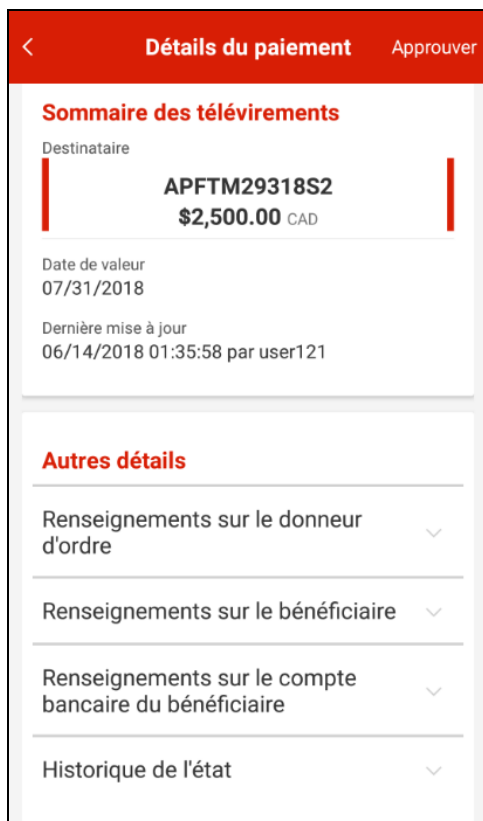 Détails du paiement Approuver
Sommaire des télévirements
Destinataire
APFTM29318S2
$2,500.00 CAD
Date de valeur
07/31/2018
Dernière mise à jour
06/14/2018 01:35:58 par user121
Autres détails
Renseignements sur le donneur
d'ordre
Renseignements sur le bénéficiaire
Renseignements sur le compte
bancaire du bénéficiaire
Historique de l'état